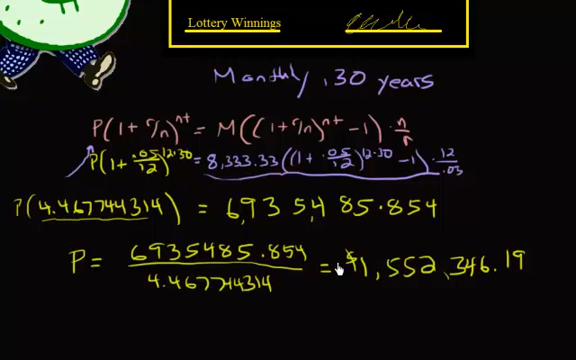 Lottery Winnings
Monthly, 30 years
P(1 + r/n)^nt = M((1 + r/n)^nt - 1) · n/r
P(1 + .05/12)^12·30 = 8,333.33((1 + .05/12)^12·30 - 1) · 12/.05
P(4.467744314) = 6,935,485.854
P = 6935485.854 / 4.467744314 = $1,552,346.19